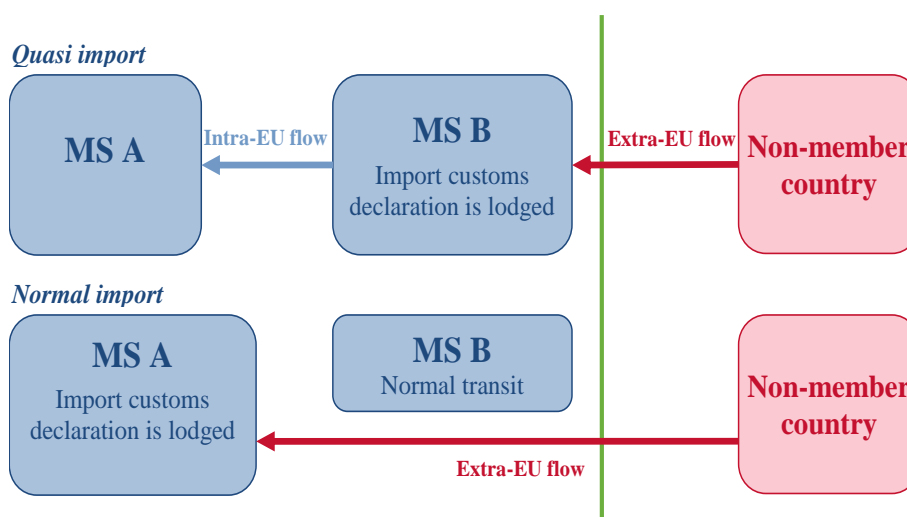 Quasi import
MS A
Intra-EU flow
MS B
Import customs
declaration is lodged
Extra-EU flow
Non-member
country
Normal import
MS A
Import customs
declaration is lodged
MS B
Normal transit
Extra-EU flow
Non-member
country